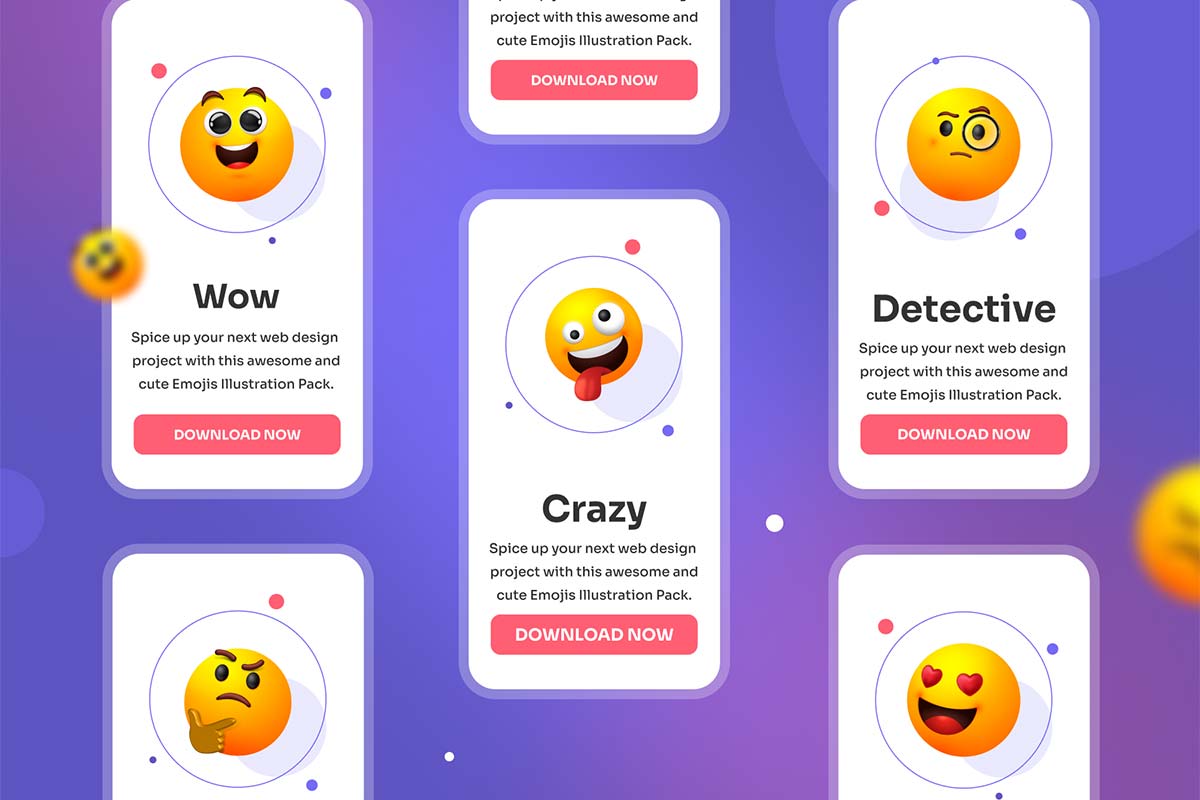 project with this awesome and
cute Emojis Illustration Pack.
DOWNLOAD NOW
Wow
Spice up your next web design
project with this awesome and
cute Emojis Illustration Pack.
DOWNLOAD NOW
Detective
Spice up your next web design
project with this awesome and
cute Emojis Illustration Pack.
DOWNLOAD NOW
Crazy
Spice up your next web design
project with this awesome and
cute Emojis Illustration Pack.
DOWNLOAD NOW